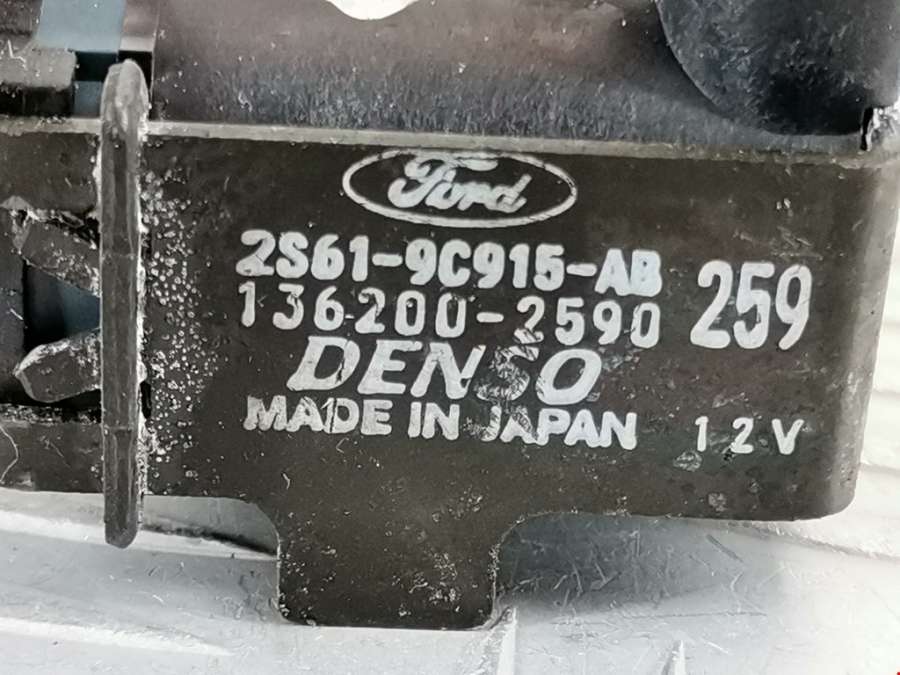 Ford
2S61-9C915-AB
136200-2590
259
DENSO
MADE IN JAPAN
12V